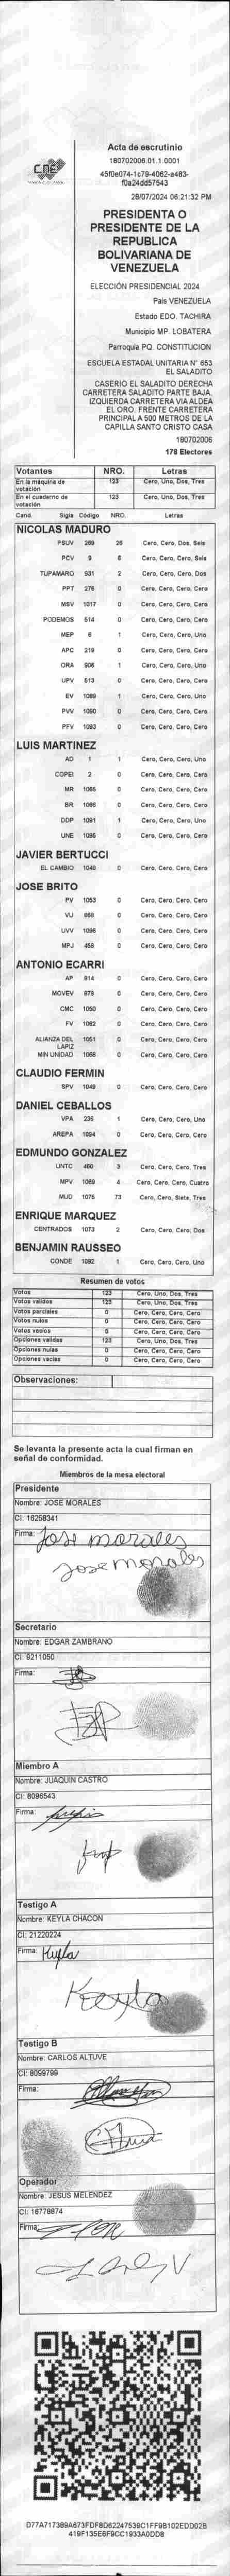 CNE
Acta de escrutinio
180702006.01.1.0001
45f0e074-1c79-4062-a483-
f0a24dd57543
28/07/2024 06:21:32 PM
PRESIDENTA O
PRESIDENTE DE LA
REPUBLICA
BOLIVARIANA DE
VENEZUELA
ELECCIÓN PRESIDENCIAL 2024
Pais VENEZUELA
Estado EDO. TACHIRA
Municipio MP. LOBATERA
Parroquia PQ. CONSTITUCION
ESCUELA ESTADAL UNITARIA N° 653
EL SALADITO
CASERIO EL SALADITO DERECHA
CARRETERA SALADITO PARTE BAJA.
IZQUIERDA CARRETERA VIA ALDEA
EL ORO. FRENTE CARRETERA
PRINCIPAL A 500 METROS DE LA
CAPILLA SANTO CRISTO CASA
180702006
178 Electores
Votantes NRO. Letras
En la máquina de votación 123 Cero, Uno, Dos, Tres
En el cuaderno de votación 123 Cero, Uno, Dos, Tres
Cand. Sigla Código NRO. Letras
NICOLAS MADURO
PSUV 269 26 Cero, Cero, Dos, Seis
PCV 9 6 Cero, Cero, Cero, Seis
TUPAMARO 931 2 Cero, Cero, Cero, Dos
PPT 276 0 Cero, Cero, Cero, Cero
MSV 1017 0 Cero, Cero, Cero, Cero
PODEMOS 514 0 Cero, Cero, Cero, Cero
MEP 6 1 Cero, Cero, Cero, Uno
APC 219 0 Cero, Cero, Cero, Cero
ORA 906 1 Cero, Cero, Cero, Uno
UPV 513 0 Cero, Cero, Cero, Cero
EV 1089 1 Cero, Cero, Cero, Uno
PVV 1090 0 Cero, Cero, Cero, Cero
PFV 1093 0 Cero, Cero, Cero, Cero
LUIS MARTINEZ
AD 1 1 Cero, Cero, Cero, Uno
COPEI 2 0 Cero, Cero, Cero, Cero
MR 1065 0 Cero, Cero, Cero, Cero
BR 1066 0 Cero, Cero, Cero, Cero
DDP 1091 1 Cero, Cero, Cero, Uno
UNE 1095 0 Cero, Cero, Cero, Cero
JAVIER BERTUCCI
EL CAMBIO 1048 0 Cero, Cero, Cero, Cero
JOSE BRITO
PV 1053 0 Cero, Cero, Cero, Cero
VU 868 0 Cero, Cero, Cero, Cero
UVV 1096 0 Cero, Cero, Cero, Cero
MPJ 458 0 Cero, Cero, Cero, Cero
ANTONIO ECARRI
AP 814 0 Cero, Cero, Cero, Cero
MOVEV 979 0 Cero, Cero, Cero, Cero
CMC 1050 0 Cero, Cero, Cero, Cero
FV 1062 0 Cero, Cero, Cero, Cero
ALIANZA DEL LAPIZ 1051 0 Cero, Cero, Cero, Cero
MIN UNIDAD 1068 0 Cero, Cero, Cero, Cero
CLAUDIO FERMIN
SPV 1049 0 Cero, Cero, Cero, Cero
DANIEL CEBALLOS
VPA 236 1 Cero, Cero, Cero, Uno
AREPA 1094 0 Cero, Cero, Cero, Cero
EDMUNDO GONZALEZ
UNTC 460 3 Cero, Cero, Cero, Tres
MPV 1069 4 Cero, Cero, Cero, Cuatro
MUD 1076 73 Cero, Cero, Siete, Tres
ENRIQUE MARQUEZ
CENTRADOS 1073 2 Cero, Cero, Cero, Dos
BENJAMIN RAUSSEO
CONDE 1092 1 Cero, Cero, Cero, Uno
Resumen de votos
Votos 123 Cero, Uno, Dos, Tres
Votos validos 123 Cero, Uno, Dos, Tres
Votos parciales 0 Cero, Cero, Cero, Cero
Votos nulos 0 Cero, Cero, Cero, Cero
Votos vacios 0 Cero, Cero, Cero, Cero
Opciones validas 123 Cero, Uno, Dos, Tres
Opciones nulas 0 Cero, Cero, Cero, Cero
Opciones vacias 0 Cero, Cero, Cero, Cero
Observaciones:
Se levanta la presente acta la cual firman en
señal de conformidad.
Miembros de la mesa electoral
Presidente
Nombre: JOSE MORALES
CI: 16258341
Firma: Jose morales
Jose morales
Secretario
Nombre: EDGAR ZAMBRANO
CI: 9211050
Firma:
Miembro A
Nombre: JUAQUIN CASTRO
CI: 8096543
Firma:
Testigo A
Nombre: KEYLA CHACON
CI: 21220224
Firma: Keyla
Keyla
Testigo B
Nombre: CARLOS ALTUVE
CI: 8099799
Firma:
Operador
Nombre: JESUS MELENDEZ
CI: 16778874
Firma:
D77A717389A673FDF8D62247539C1FF9B102EDD02B
419F135E6F9CC1933A0DD8